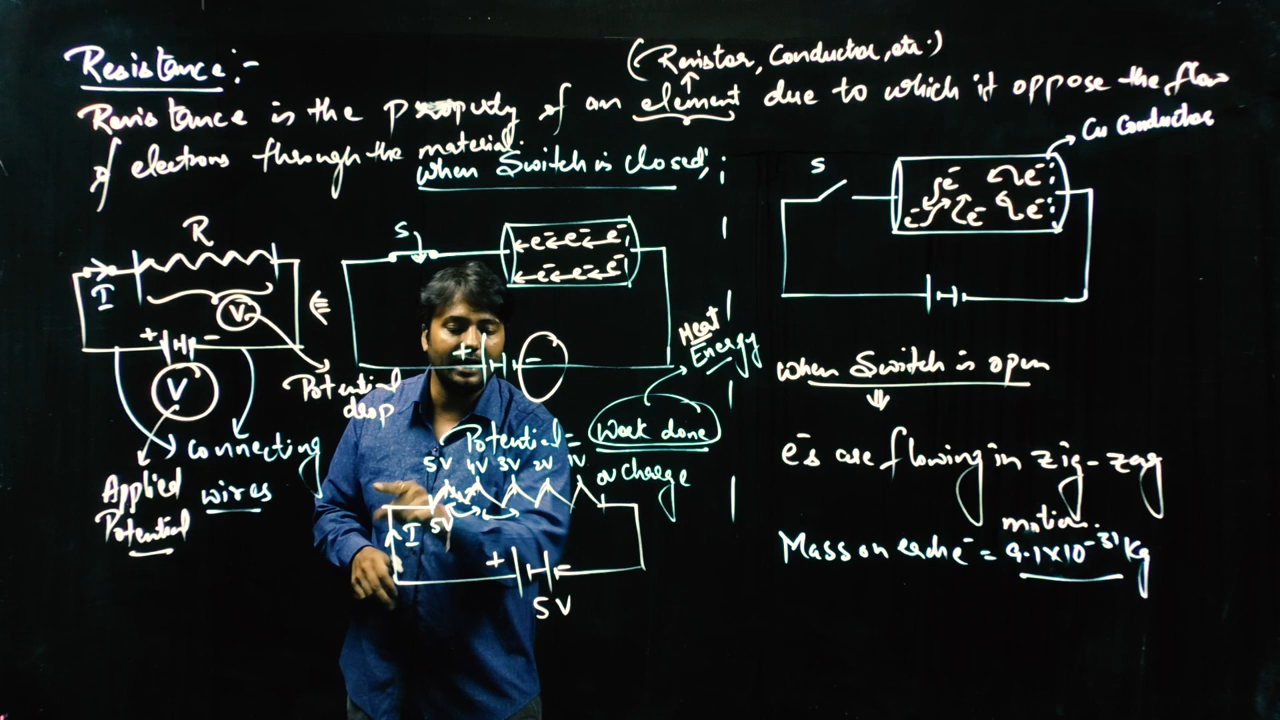 Resistance:-
(Resistor, Conductor, etc.)
Resistance is the property of an element due to which it oppose the flow
of electrons through the material.
Cu Conductor
When Switch is closed;
S
e⁻ e⁻ e⁻ e⁻ e⁻
R
I
V
+ -
V
Potential drop
Connecting wires
Applied Potential
S
e⁻ e⁻ e⁻
e⁻ e⁻ e⁻
+ -
Heat Energy
Potential = Work done
charge
5V 4V 3V 2V 1V
5V
I
+
5V
when Switch is open
e⁻s are flowing in zig-zag
motion.
Mass on each e⁻ = 9.1×10⁻³¹ Kg